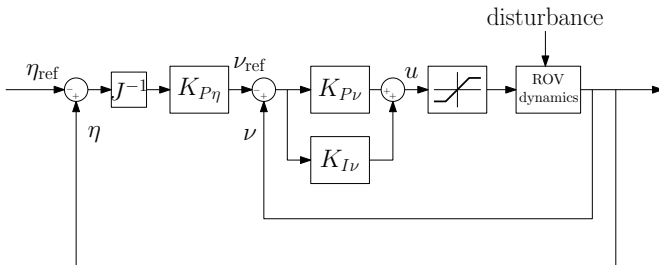 disturbance
η_ref
ν_ref
u
ROV
dynamics
- +
J⁻¹
K_Pη
- +
K_Pν
+ +
η
ν
K_Iν